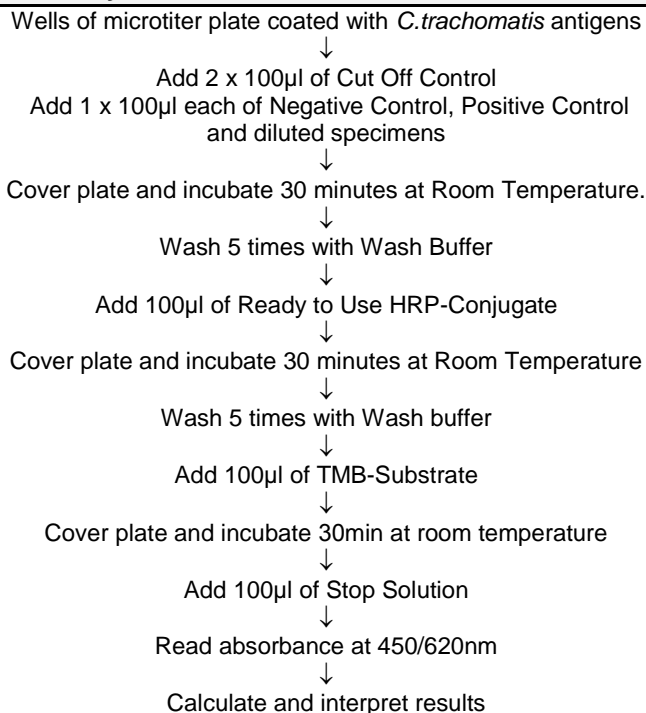 Wells of microtiter plate coated with C.trachomatis antigens
↓
Add 2 x 100µl of Cut Off Control
Add 1 x 100µl each of Negative Control, Positive Control
and diluted specimens
↓
Cover plate and incubate 30 minutes at Room Temperature.
↓
Wash 5 times with Wash Buffer
↓
Add 100µl of Ready to Use HRP-Conjugate
↓
Cover plate and incubate 30 minutes at Room Temperature
↓
Wash 5 times with Wash buffer
↓
Add 100µl of TMB-Substrate
↓
Cover plate and incubate 30min at room temperature
↓
Add 100µl of Stop Solution
↓
Read absorbance at 450/620nm
↓
Calculate and interpret results